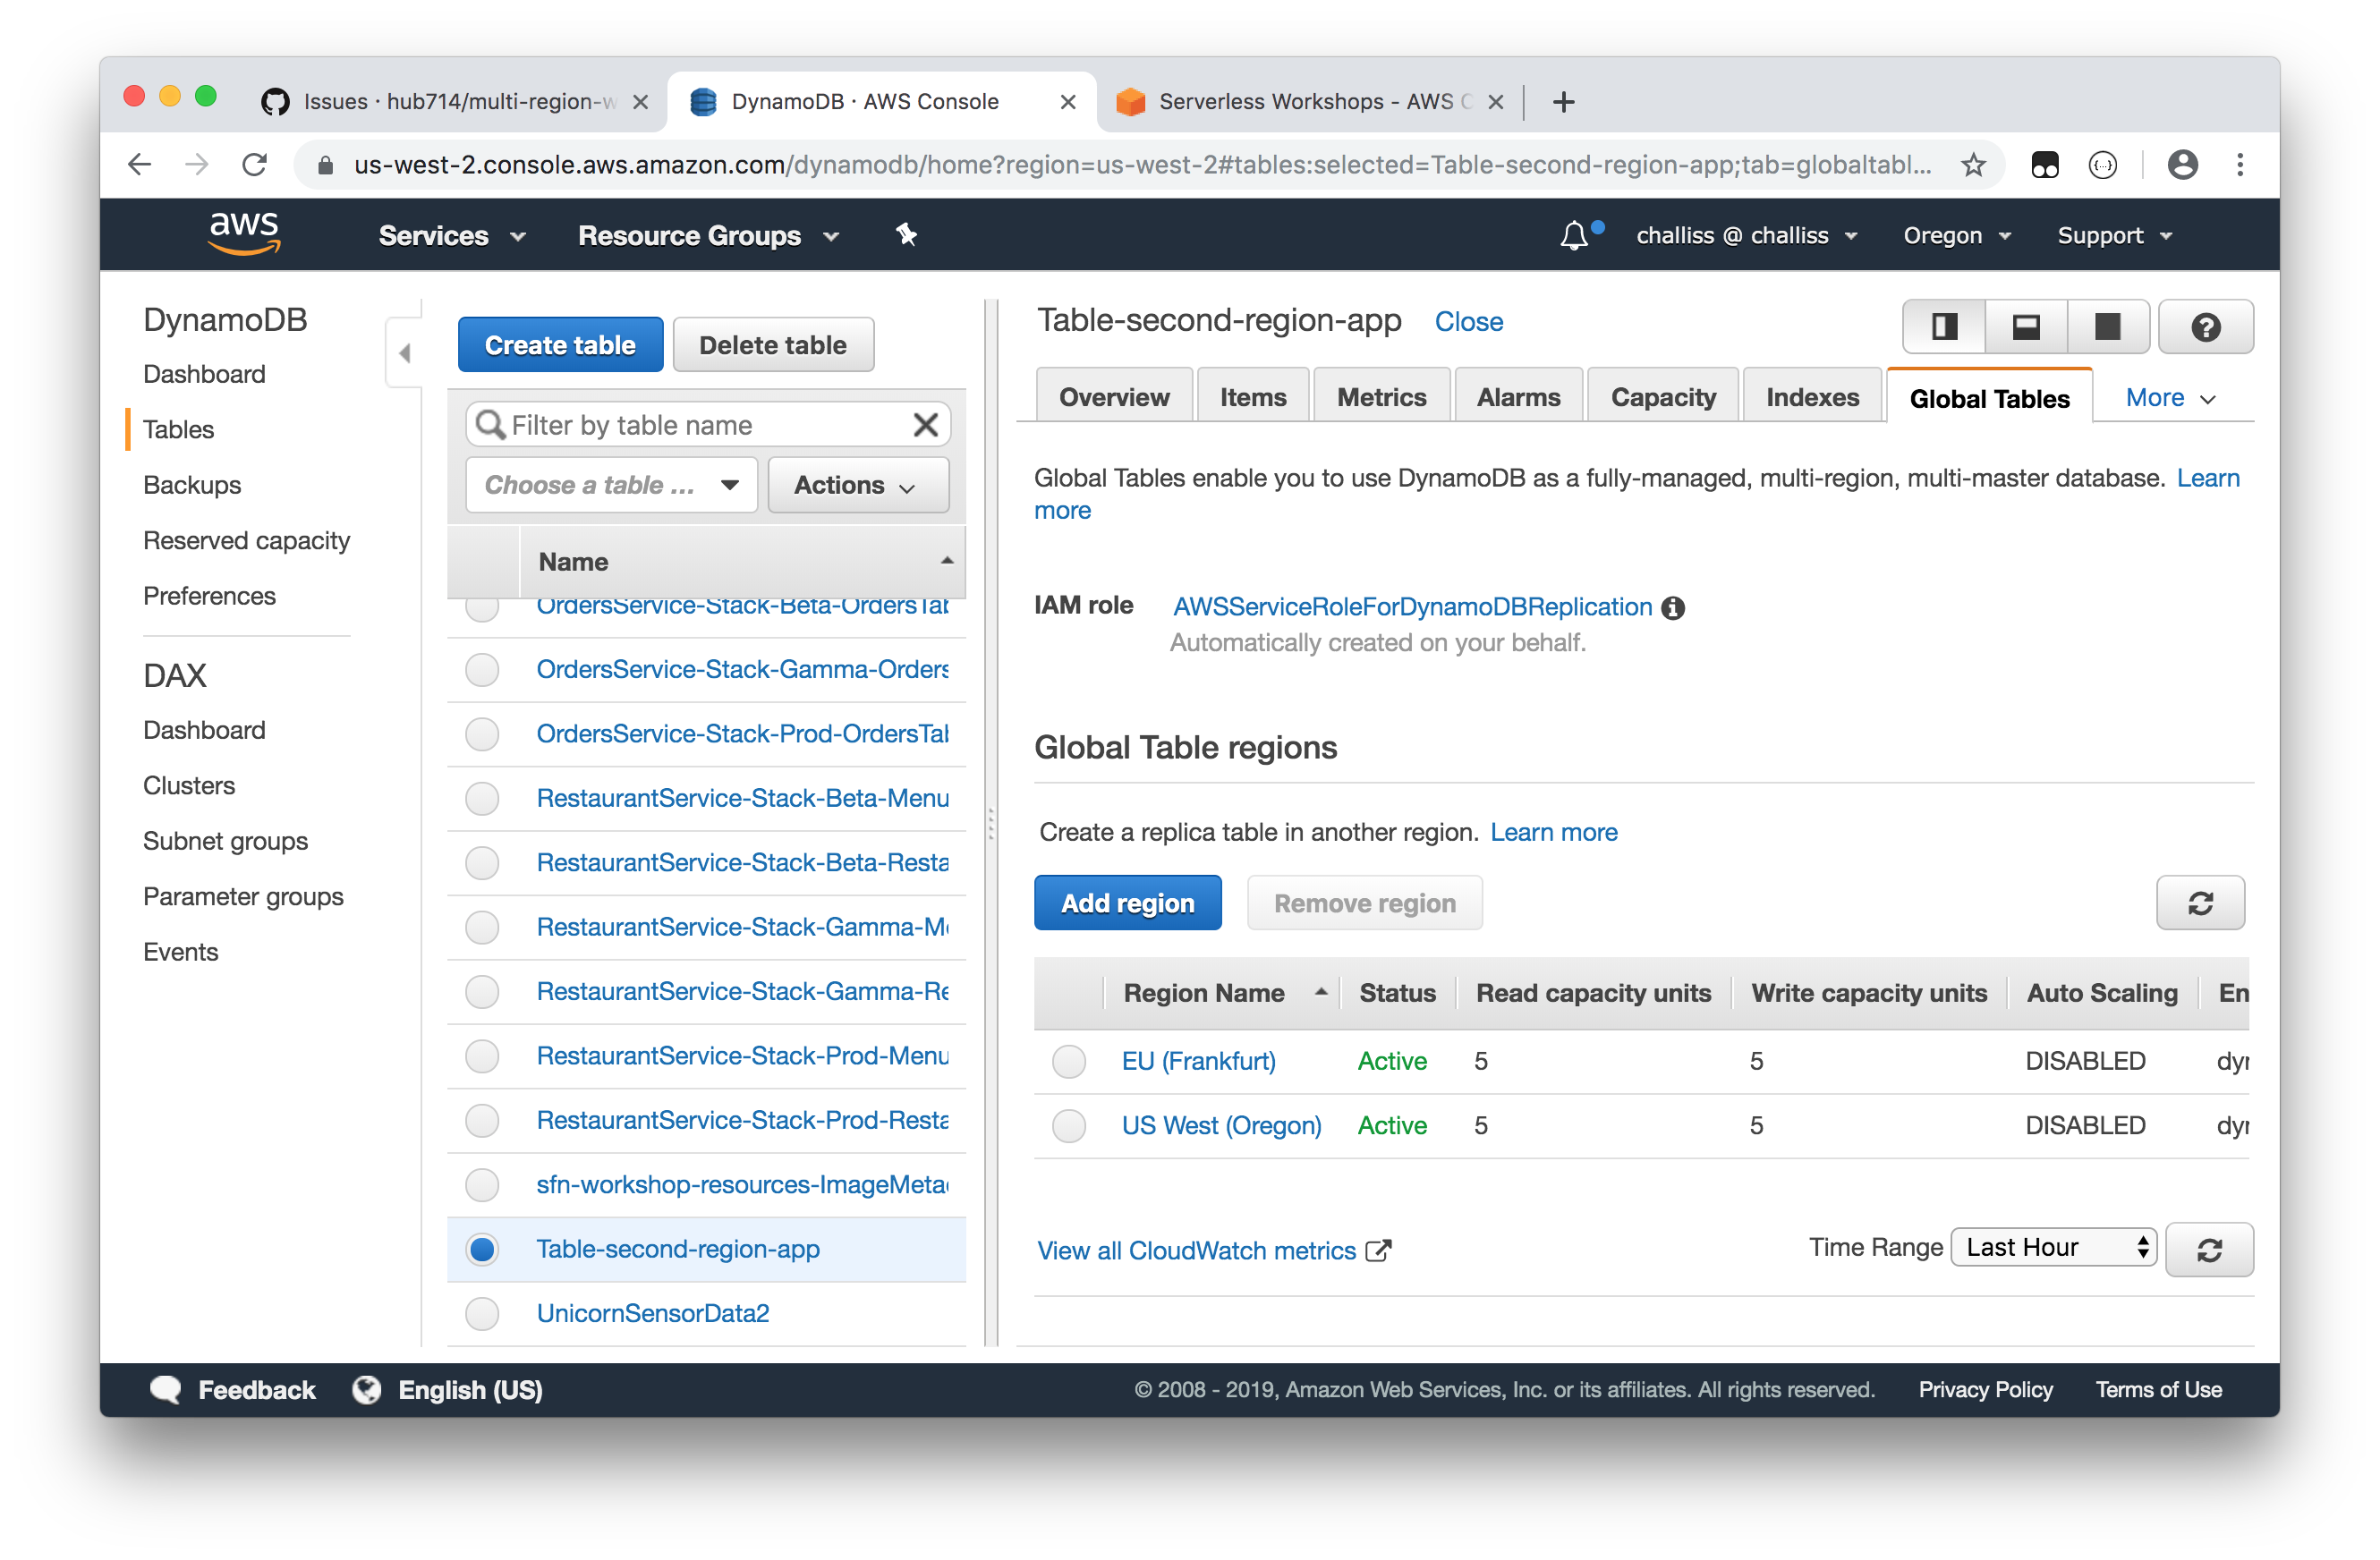 Issues · hub714/multi-region-w
DynamoDB · AWS Console
Serverless Workshops - AWS C
us-west-2.console.aws.amazon.com/dynamodb/home?region=us-west-2#tables:selected=Table-second-region-app;tab=globaltabl...
aws
Services
Resource Groups
challiss @ challiss
Oregon
Support
DynamoDB
Dashboard
Tables
Backups
Reserved capacity
Preferences
DAX
Dashboard
Clusters
Subnet groups
Parameter groups
Events
Create table
Delete table
Filter by table name
Choose a table ...
Actions
Name
OrdersService-Stack-Beta-OrdersTab
OrdersService-Stack-Gamma-Orders
OrdersService-Stack-Prod-OrdersTab
RestaurantService-Stack-Beta-Menu
RestaurantService-Stack-Beta-Resta
RestaurantService-Stack-Gamma-Me
RestaurantService-Stack-Gamma-Re
RestaurantService-Stack-Prod-Menu
RestaurantService-Stack-Prod-Resta
sfn-workshop-resources-ImageMetad
Table-second-region-app
UnicornSensorData2
Table-second-region-app
Close
Overview
Items
Metrics
Alarms
Capacity
Indexes
Global Tables
More
Global Tables enable you to use DynamoDB as a fully-managed, multi-region, multi-master database. Learn
more
IAM role
AWSServiceRoleForDynamoDBReplication
Automatically created on your behalf.
Global Table regions
Create a replica table in another region. Learn more
Add region
Remove region
Region Name Status Read capacity units Write capacity units Auto Scaling En
EU (Frankfurt) Active 5 5 DISABLED dyn
US West (Oregon) Active 5 5 DISABLED dyn
View all CloudWatch metrics
Time Range
Last Hour
Feedback
English (US)
© 2008 - 2019, Amazon Web Services, Inc. or its affiliates. All rights reserved.
Privacy Policy
Terms of Use